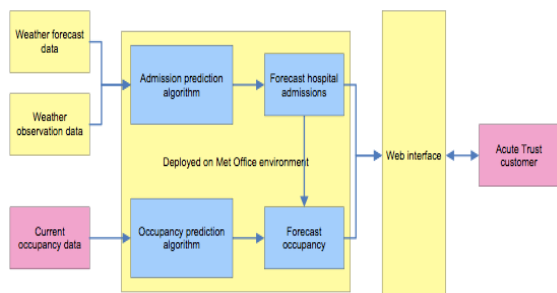 Weather forecast
data
Weather
observation data
Admission prediction
algorithm
Forecast hospital
admissions
Deployed on Met Office environment
Web interface
Acute Trust
customer
Current
occupancy data
Occupancy prediction
algorithm
Forecast
occupancy